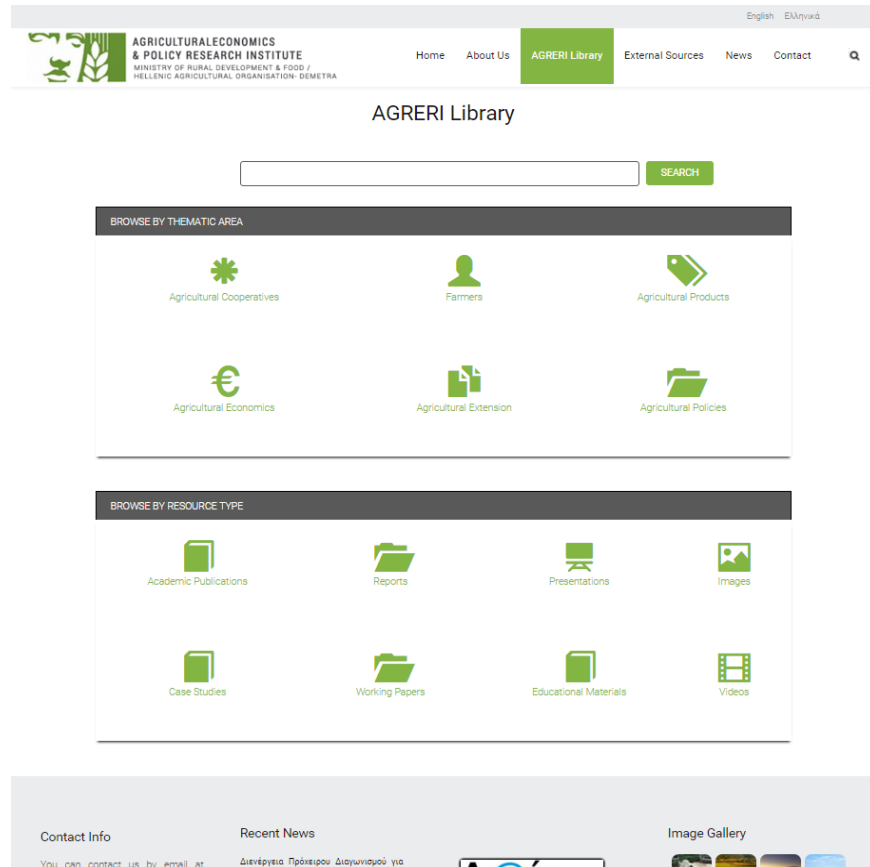 English Ελληνικά
AGRICULTURALECONOMICS
& POLICY RESEARCH INSTITUTE
MINISTRY OF RURAL DEVELOPMENT & FOOD /
HELLENIC AGRICULTURAL ORGANISATION- DEMETRA
Home About Us AGRERI Library External Sources News Contact
AGRERI Library
SEARCH
BROWSE BY THEMATIC AREA
Agricultural Cooperatives Farmers Agricultural Products
Agricultural Economics Agricultural Extension Agricultural Policies
BROWSE BY RESOURCE TYPE
Academic Publications Reports Presentations Images
Case Studies Working Papers Educational Materials Videos
Contact Info Recent News Image Gallery
You can contact us by email at,
Διενέργεια Πρόχειρου Διαγωνισμού για